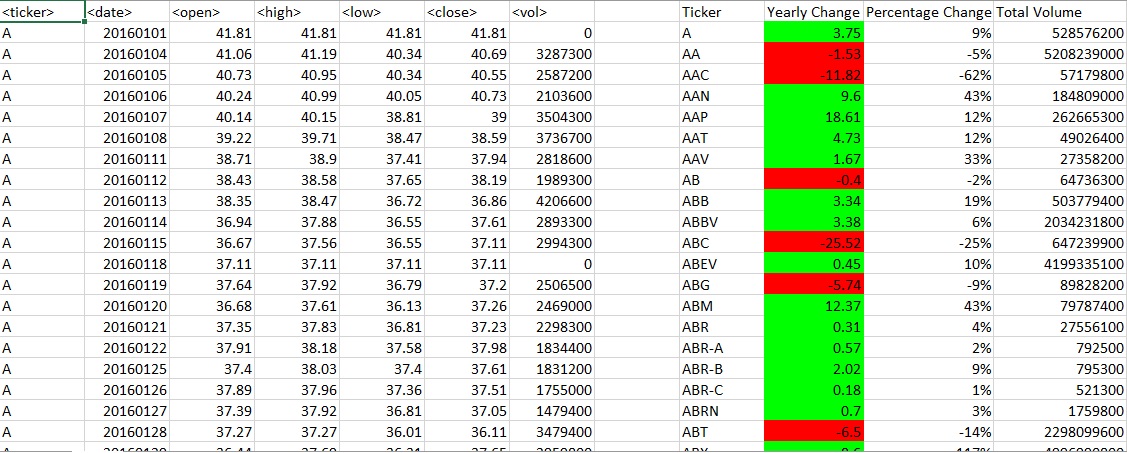 <ticker> <date> <open> <high> <low> <close> <vol> Ticker Yearly Change Percentage Change Total Volume
A 20160101 41.81 41.81 41.81 41.81 0 A 3.75 9% 528576200
A 20160104 41.06 41.19 40.34 40.69 3287300 AA -1.53 -5% 5208239000
A 20160105 40.73 40.95 40.34 40.55 2587200 AAC -11.82 -62% 57179800
A 20160106 40.24 40.99 40.05 40.73 2103600 AAN 9.6 43% 184809000
A 20160107 40.14 40.15 38.81 39 3504300 AAP 18.61 12% 262665300
A 20160108 39.22 39.71 38.47 38.59 3736700 AAT 4.73 12% 49026400
A 20160111 38.71 38.9 37.41 37.94 2818600 AAV 1.67 33% 27358200
A 20160112 38.43 38.58 37.65 38.19 1989300 AB -0.4 -2% 64736300
A 20160113 38.35 38.47 36.72 36.86 4206600 ABB 3.34 19% 503779400
A 20160114 36.94 37.88 36.55 37.61 2893300 ABBV 3.38 6% 2034231800
A 20160115 36.67 37.56 36.55 37.11 2994300 ABC -25.52 -25% 647239900
A 20160118 37.11 37.11 37.11 37.11 0 ABEV 0.45 10% 4199335100
A 20160119 37.64 37.92 36.79 37.2 2506500 ABG -5.74 -9% 89828200
A 20160120 36.68 37.61 36.13 37.26 2469000 ABM 12.37 43% 79787400
A 20160121 37.35 37.83 36.81 37.23 2298300 ABR 0.31 4% 27556100
A 20160122 37.91 38.18 37.58 37.98 1834400 ABR-A 0.57 2% 792500
A 20160125 37.4 38.03 37.4 37.61 1831200 ABR-B 2.02 9% 795300
A 20160126 37.89 37.96 37.36 37.51 1755000 ABR-C 0.18 1% 521300
A 20160127 37.39 37.92 36.81 37.05 1479400 ABRN 0.7 3% 1759800
A 20160128 37.27 37.27 36.01 36.11 3479400 ABT -6.5 -14% 2298099600